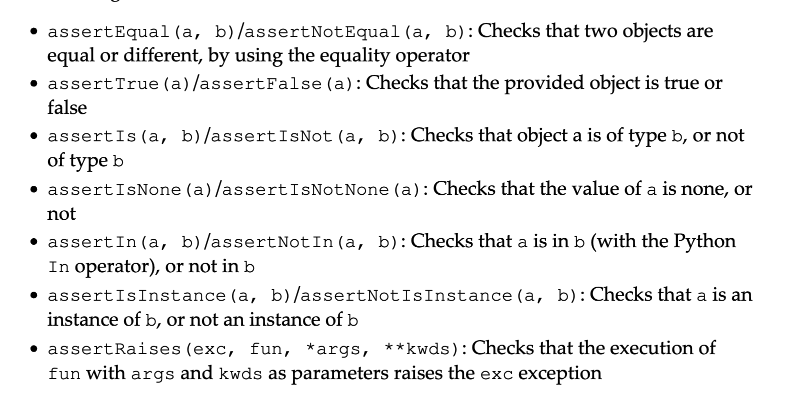 • assertEqual(a, b)/assertNotEqual(a, b): Checks that two objects are
equal or different, by using the equality operator
• assertTrue(a)/assertFalse(a): Checks that the provided object is true or
false
• assertIs(a, b)/assertIsNot(a, b): Checks that object a is of type b, or not
of type b
• assertIsNone(a)/assertIsNotNone(a): Checks that the value of a is none, or
not
• assertIn(a, b)/assertNotIn(a, b): Checks that a is in b (with the Python
In operator), or not in b
• assertIsInstance(a, b)/assertNotIsInstance(a, b): Checks that a is an
instance of b, or not an instance of b
• assertRaises(exc, fun, *args, **kwds): Checks that the execution of
fun with args and kwds as parameters raises the exc exception